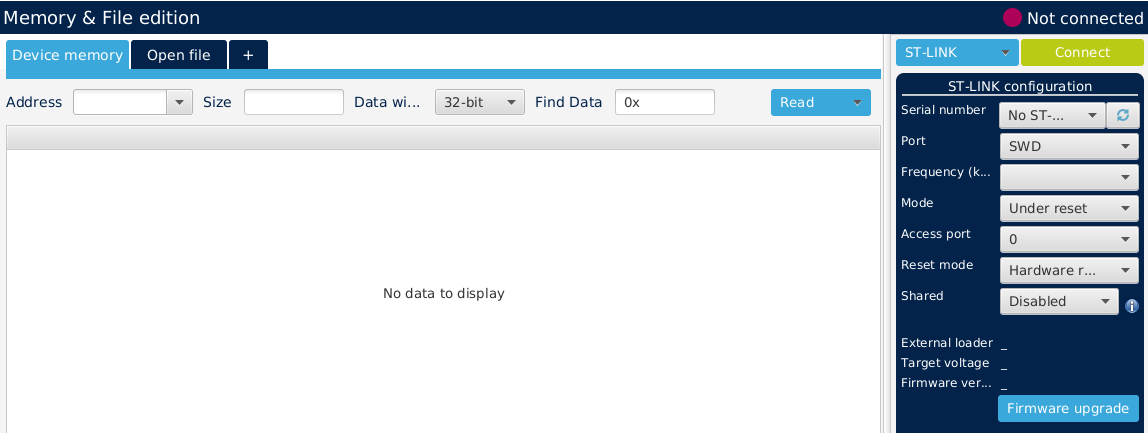 Memory & File edition
Not connected
Device memory
Open file
+
Address
Size
Data wi...
32-bit
Find Data
0x
Read
No data to display
ST-LINK
Connect
ST-LINK configuration
Serial number
No ST-...
Port
SWD
Frequency (k...
Mode
Under reset
Access port
0
Reset mode
Hardware r...
Shared
Disabled
i
External loader _
Target voltage _
Firmware ver... _
Firmware upgrade